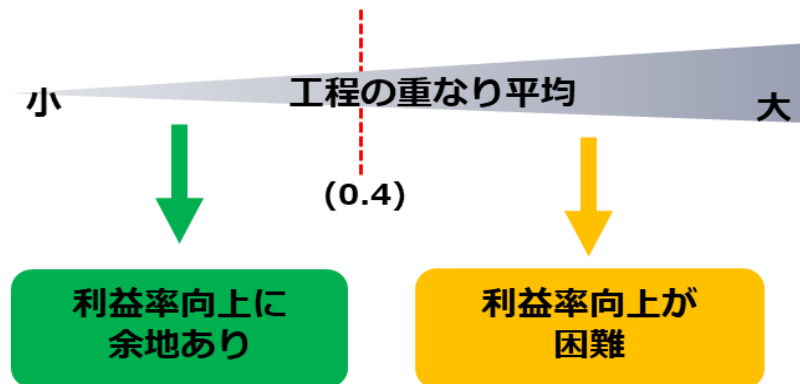 工程の重なり平均
小
大
(0.4)
利益率向上に
余地あり
利益率向上が
困難